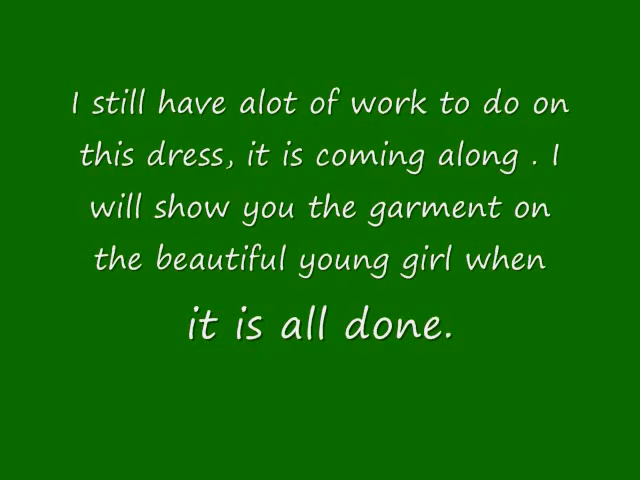 I still have alot of work to do on
this dress, it is coming along . I
will show you the garment on
the beautiful young girl when
it is all done.